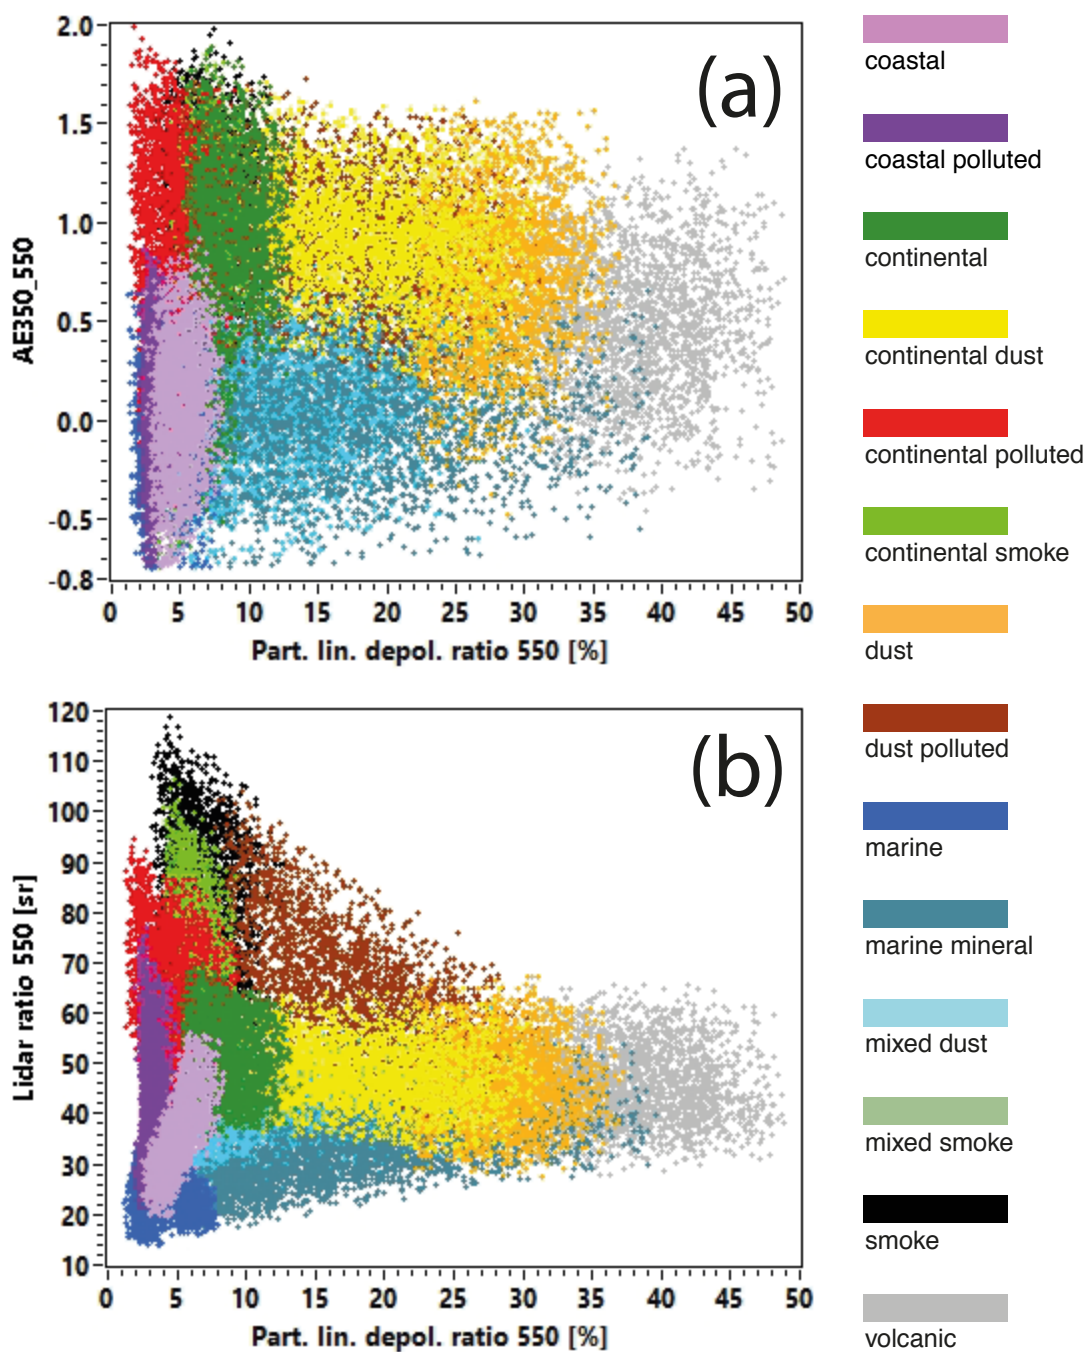 (a)
2.0
1.5
1.0
0.5
0.0
-0.5
-0.8
AE350_550
0 5 10 15 20 25 30 35 40 45 50
Part. lin. depol. ratio 550 [%]
(b)
120
110
100
90
80
70
60
50
40
30
20
10
Lidar ratio 550 [sr]
0 5 10 15 20 25 30 35 40 45 50
Part. lin. depol. ratio 550 [%]
coastal
coastal polluted
continental
continental dust
continental polluted
continental smoke
dust
dust polluted
marine
marine mineral
mixed dust
mixed smoke
smoke
volcanic